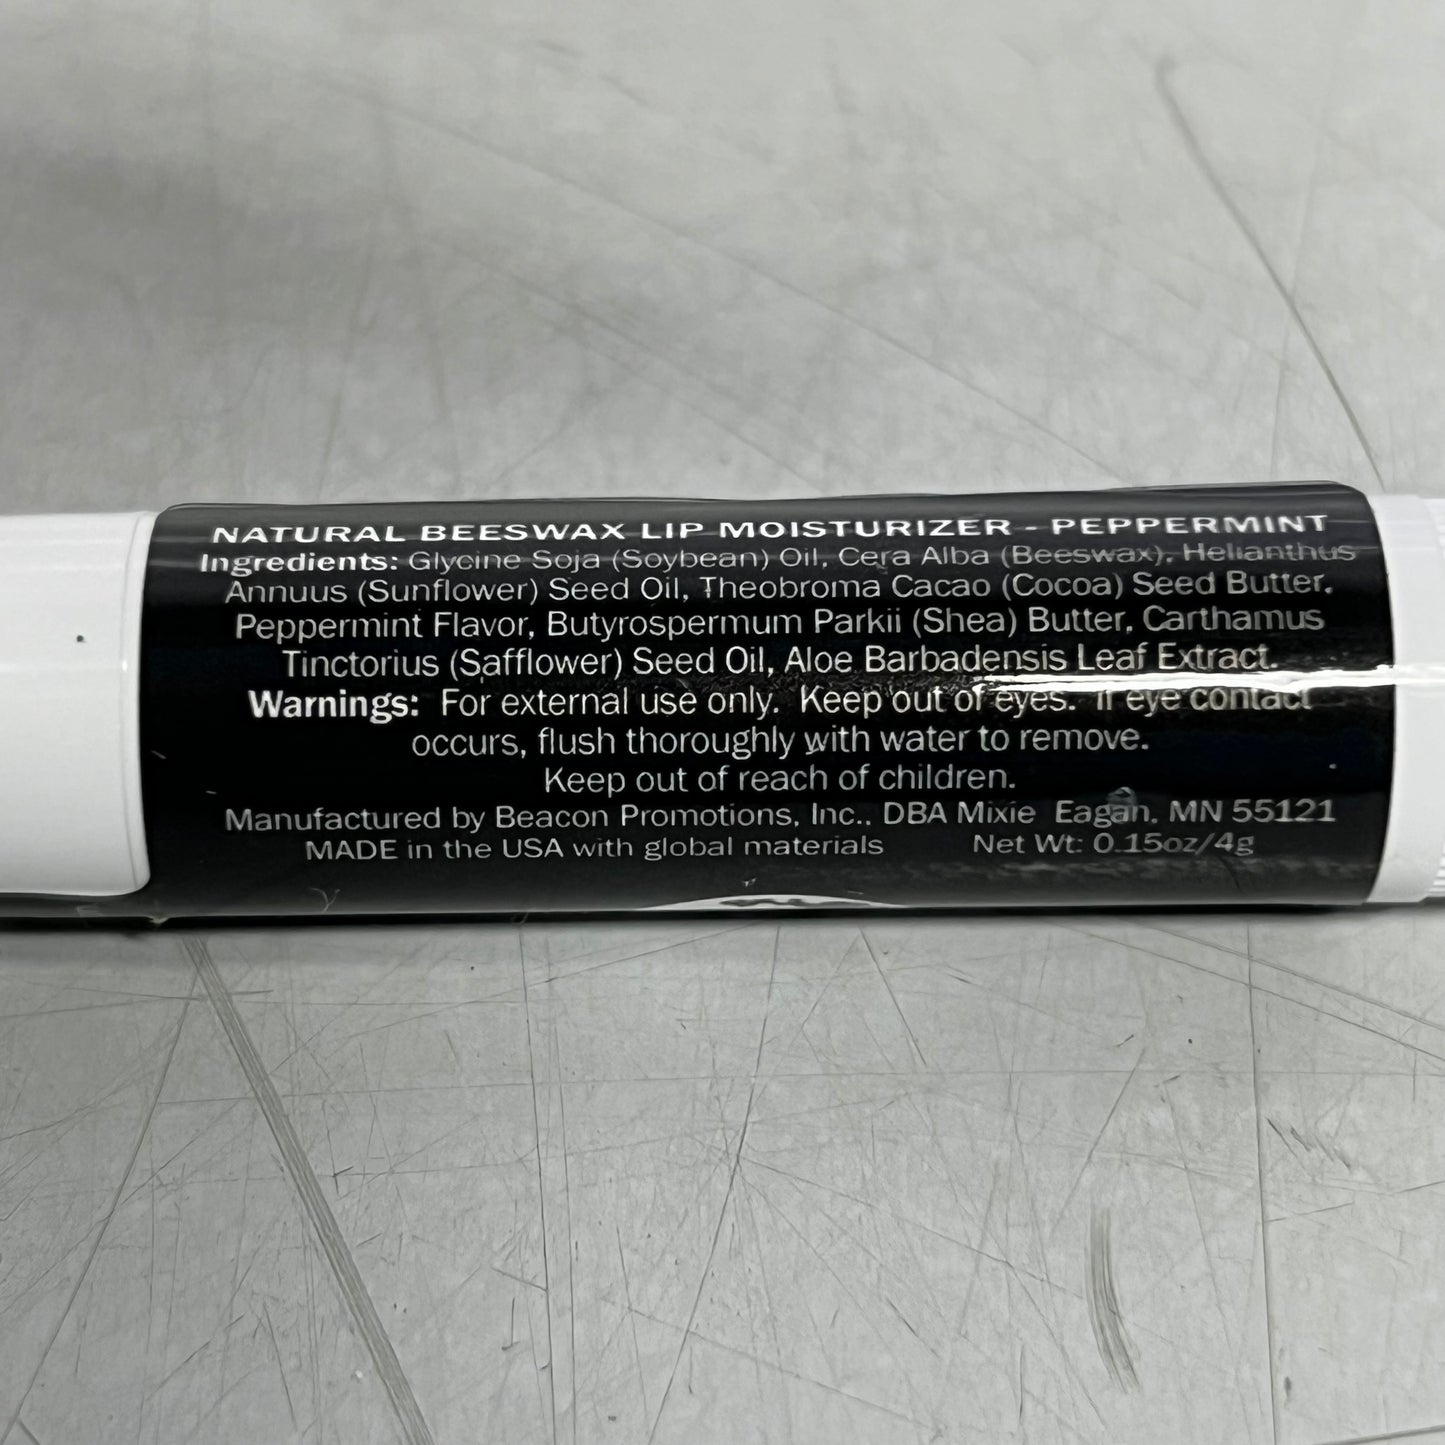 NATURAL BEESWAX LIP MOISTURIZER - PEPPERMINT
Ingredients: Glycine Soja (Soybean) Oil, Cera Alba (Beeswax), Helianthus
Annuus (Sunflower) Seed Oil, Theobroma Cacao (Cocoa) Seed Butter,
Peppermint Flavor, Butyrospermum Parkii (Shea) Butter, Carthamus
Tinctorius (Safflower) Seed Oil, Aloe Barbadensis Leaf Extract.
Warnings: For external use only. Keep out of eyes. If eye contact
occurs, flush thoroughly with water to remove.
Keep out of reach of children.
Manufactured by Beacon Promotions, Inc., DBA Mixie Eagan, MN 55121
MADE in the USA with global materials Net Wt: 0.15oz/4g